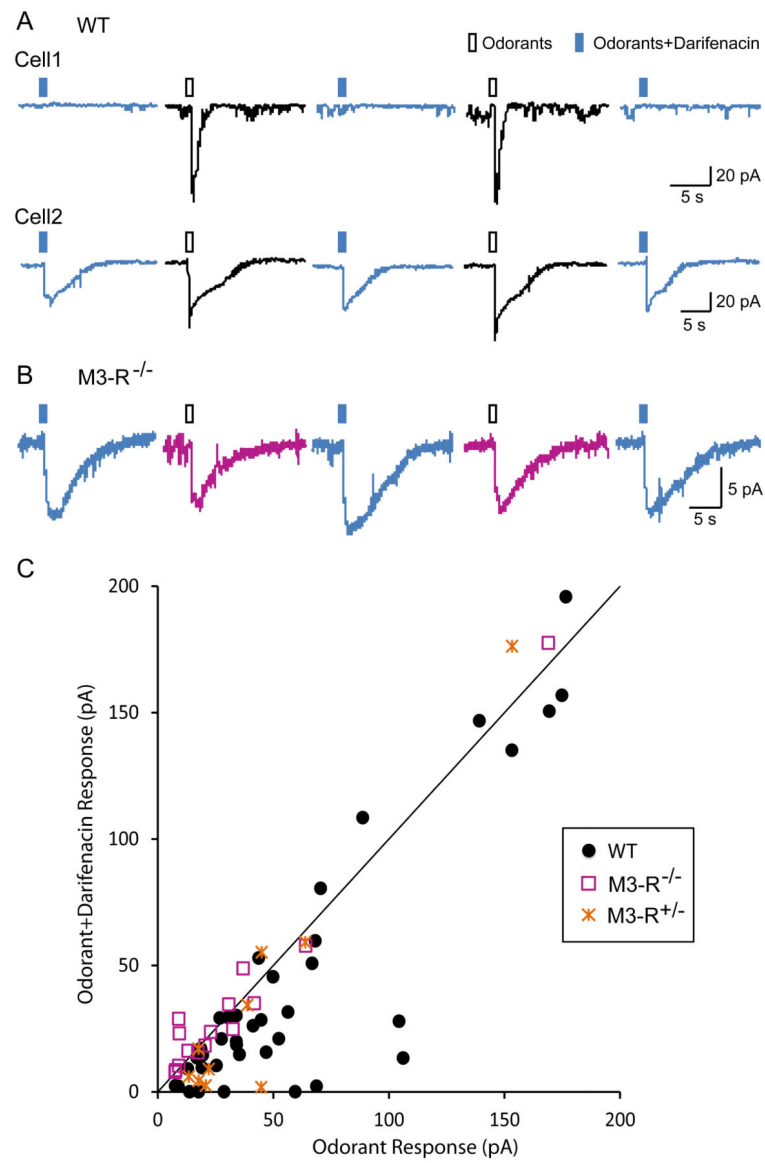 A WT
Odorants Odorants+Darifenacin
Cell1
20 pA
5 s
Cell2
20 pA
5 s
B M3-R-/-
5 pA
5 s
C
200
150
100
50
0
0 50 100 150 200
Odorant+Darifenacin Response (pA)
Odorant Response (pA)
WT
M3-R-/-
M3-R+/-